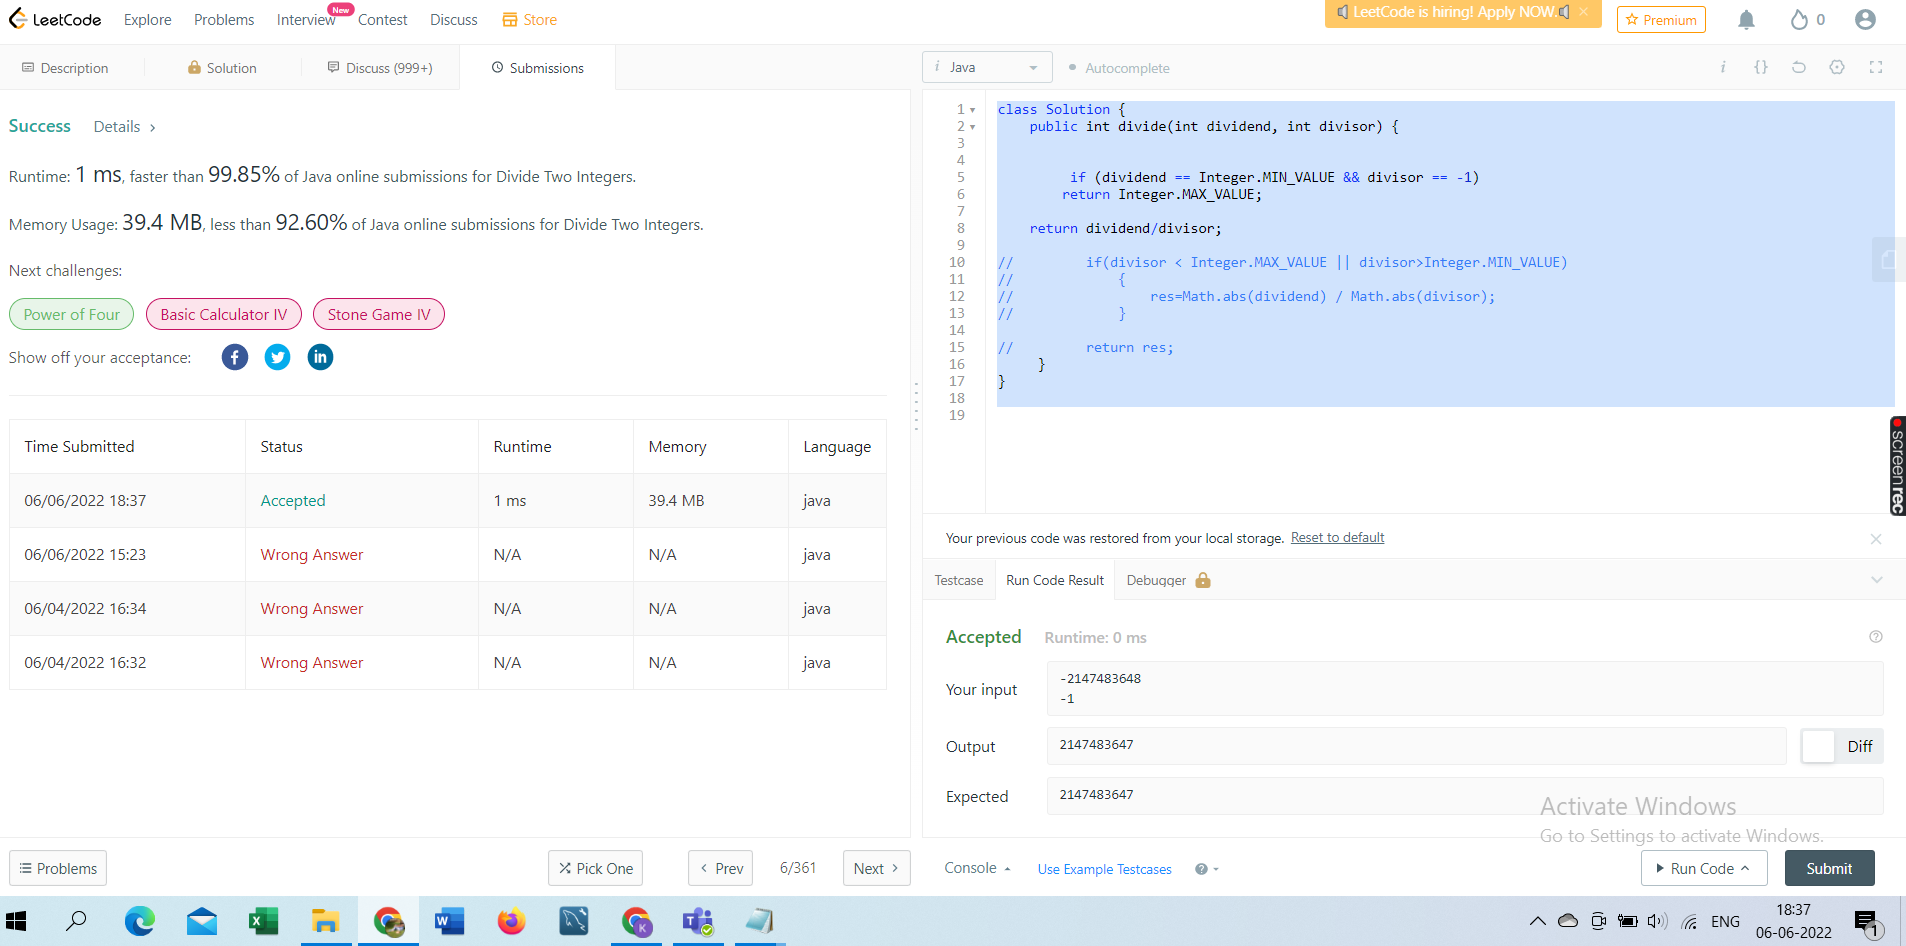 LeetCode Explore Problems Interview New Contest Discuss Store LeetCode is hiring! Apply NOW. × Premium 0
Description Solution Discuss (999+) Submissions i Java Autocomplete i {}
Success Details >
Runtime: 1 ms, faster than 99.85% of Java online submissions for Divide Two Integers.
Memory Usage: 39.4 MB, less than 92.60% of Java online submissions for Divide Two Integers.
Next challenges:
Power of Four Basic Calculator IV Stone Game IV
Show off your acceptance: f in
Time Submitted Status Runtime Memory Language
06/06/2022 18:37 Accepted 1 ms 39.4 MB java
06/06/2022 15:23 Wrong Answer N/A N/A java
06/04/2022 16:34 Wrong Answer N/A N/A java
06/04/2022 16:32 Wrong Answer N/A N/A java
Problems Pick One < Prev 6/361 Next >
1 class Solution {
2 public int divide(int dividend, int divisor) {
3
4
5 if (dividend == Integer.MIN_VALUE && divisor == -1)
6 return Integer.MAX_VALUE;
7
8 return dividend/divisor;
9
10 // if(divisor < Integer.MAX_VALUE || divisor>Integer.MIN_VALUE)
11 // {
12 // res=Math.abs(dividend) / Math.abs(divisor);
13 // }
14
15 // return res;
16 }
17 }
18
19
screenrec
Your previous code was restored from your local storage. Reset to default ×
Testcase Run Code Result Debugger
Accepted Runtime: 0 ms ?
Your input -2147483648
-1
Output 2147483647 Diff
Expected 2147483647
Activate Windows
Go to Settings to activate Windows.
Console Use Example Testcases ? Run Code Submit
X W K T ENG 18:37
06-06-2022 1